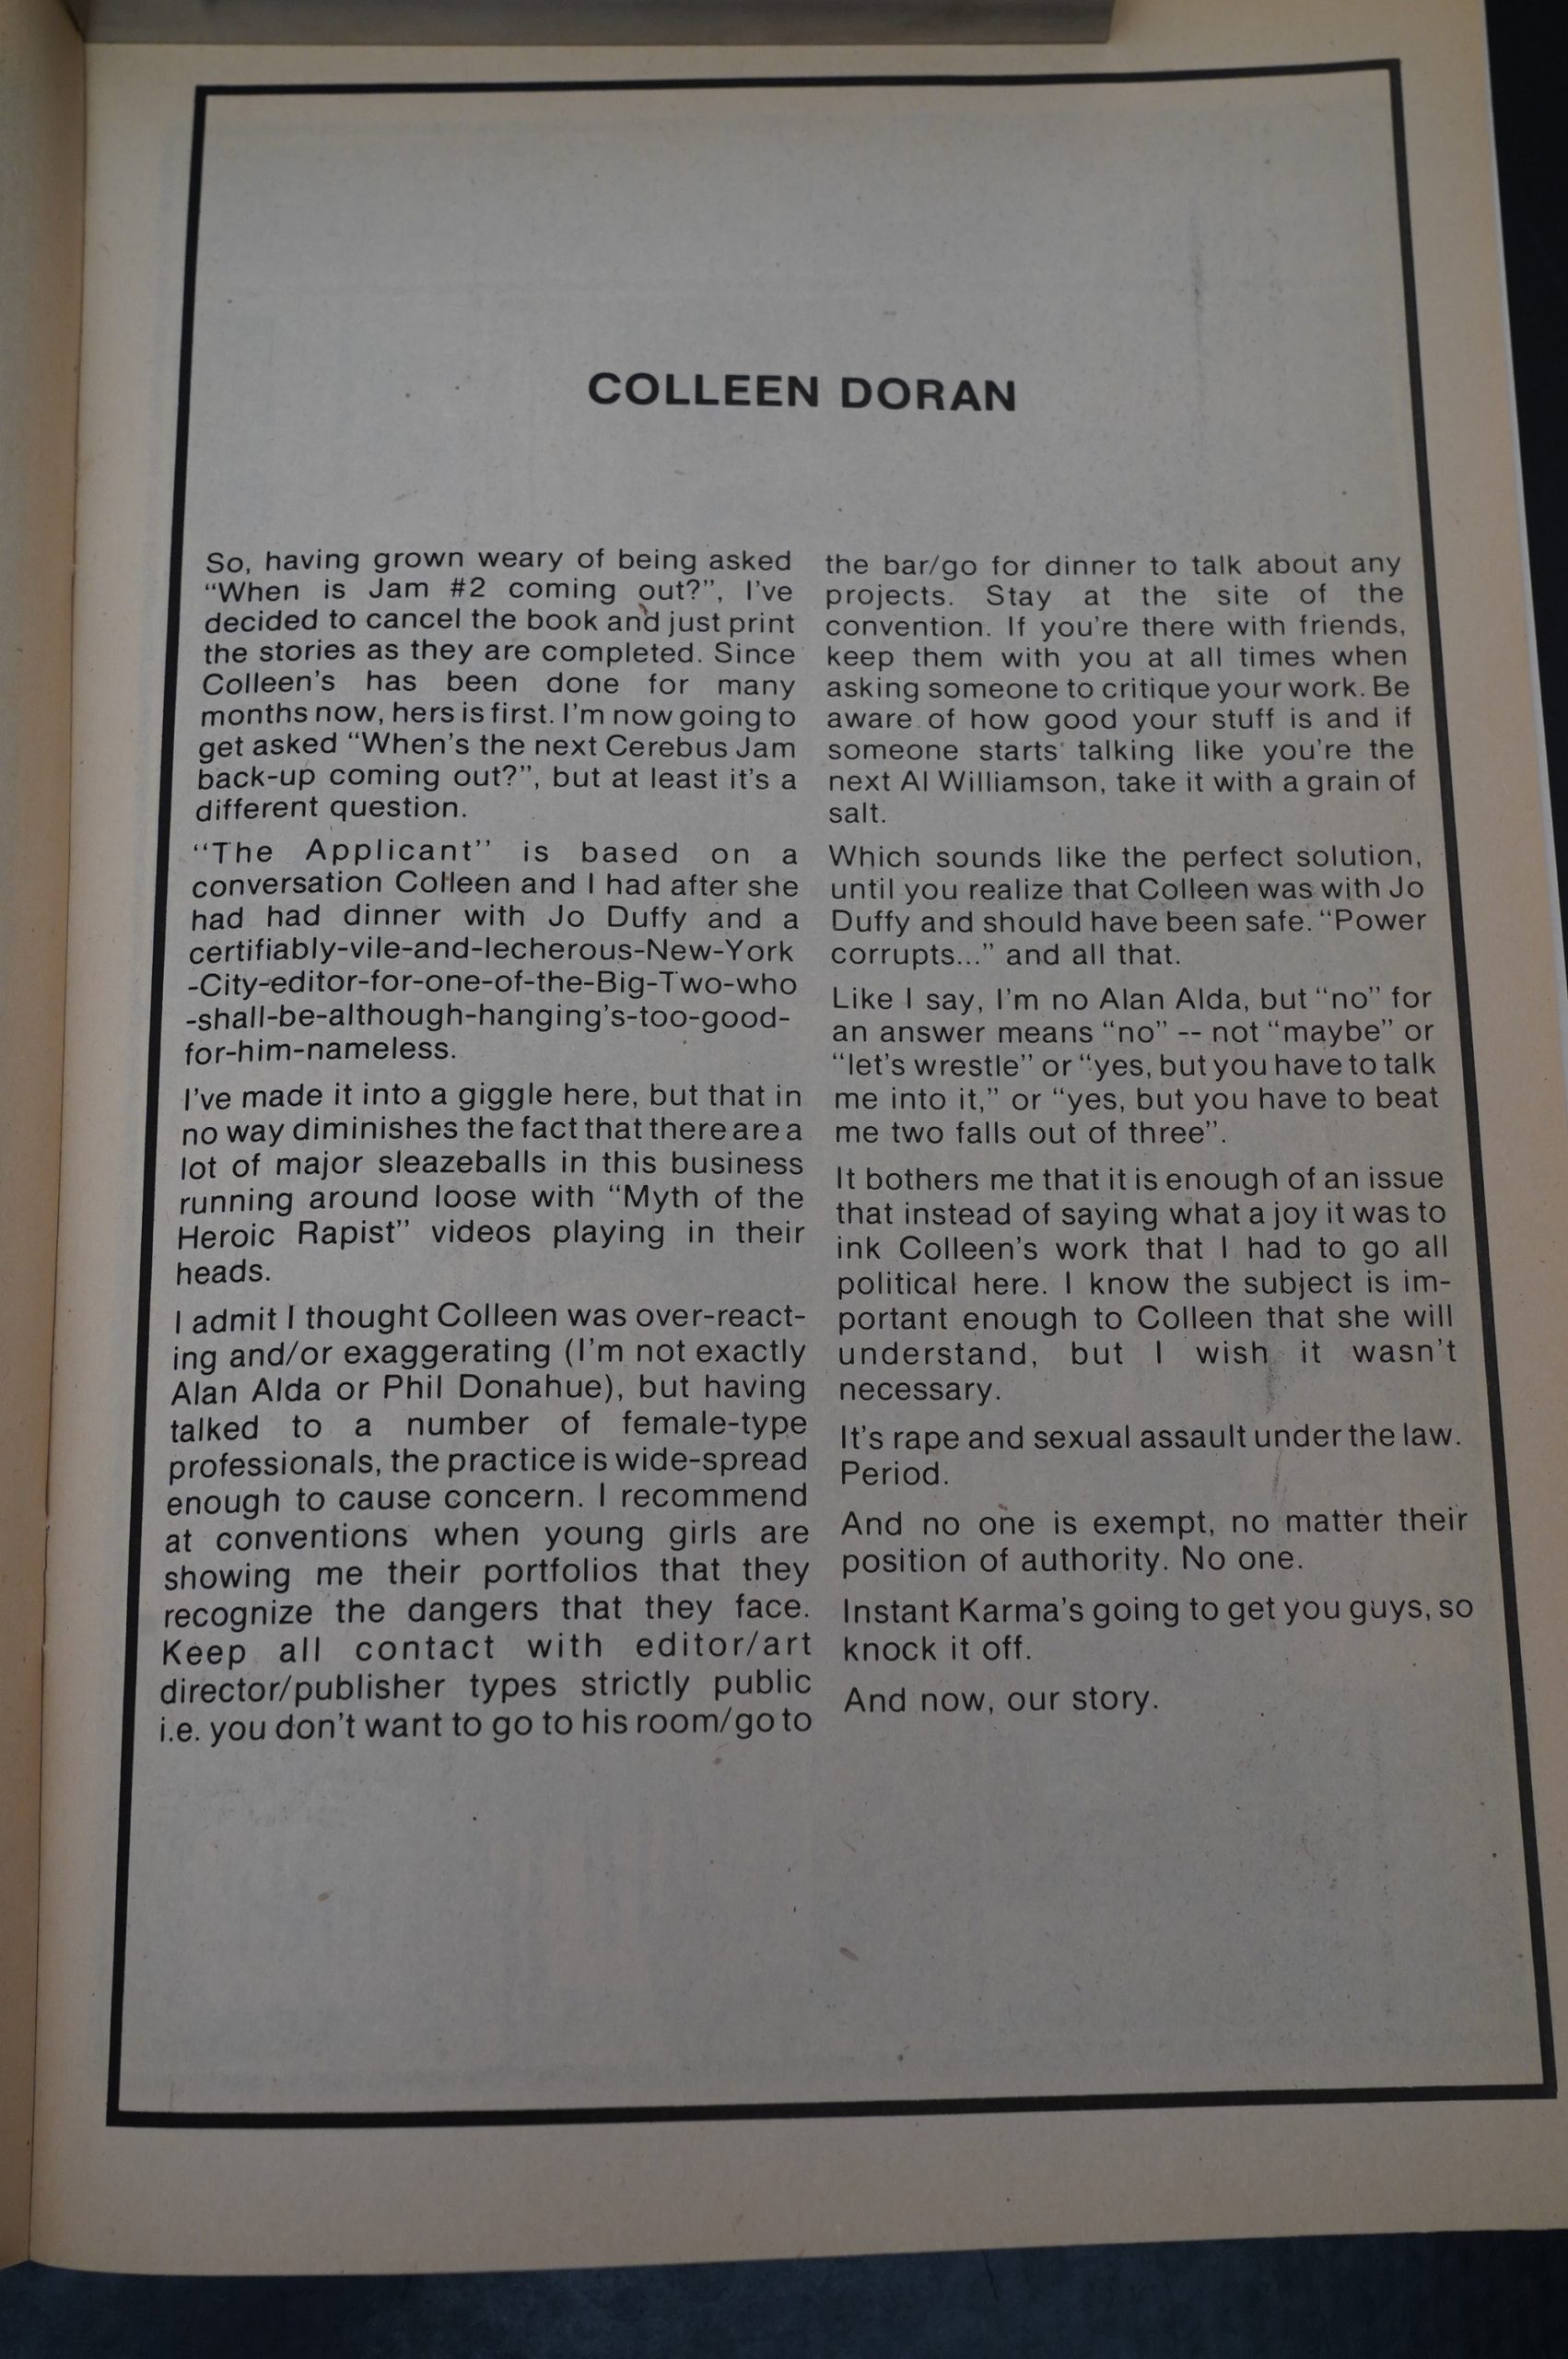 COLLEEN DORAN
So, having grown weary of being asked
“When is Jam #2 coming out?”, I’ve
decided to cancel the book and just print
the stories as they are completed. Since
Colleen’s has been done for many
months now, hers is first. I’m now going to
get asked “When’s the next Cerebus Jam
back-up coming out?”, but at least it’s a
different question.
“The Applicant” is based on a
conversation Colleen and I had after she
had had dinner with Jo Duffy and a
certifiably-vile-and-lecherous-New-York
-City-editor-for-one-of-the-Big-Two-who
-shall-be-although-hanging’s-too-good-
for-him-nameless.
I’ve made it into a giggle here, but that in
no way diminishes the fact that there are a
lot of major sleazeballs in this business
running around loose with “Myth of the
Heroic Rapist” videos playing in their
heads.
I admit I thought Colleen was over-react-
ing and/or exaggerating (I’m not exactly
Alan Alda or Phil Donahue), but having
talked to a number of female-type
professionals, the practice is wide-spread
enough to cause concern. I recommend
at conventions when young girls are
showing me their portfolios that they
recognize the dangers that they face.
Keep all contact with editor/art
director/publisher types strictly public
i.e. you don’t want to go to his room/go to
the bar/go for dinner to talk about any
projects. Stay at the site of the
convention. If you’re there with friends,
keep them with you at all times when
asking someone to critique your work. Be
aware of how good your stuff is and if
someone starts talking like you’re the
next Al Williamson, take it with a grain of
salt.
Which sounds like the perfect solution,
until you realize that Colleen was with Jo
Duffy and should have been safe. “Power
corrupts...” and all that.
Like I say, I’m no Alan Alda, but “no” for
an answer means “no” -- not “maybe” or
“let’s wrestle” or “yes, but you have to talk
me into it,” or “yes, but you have to beat
me two falls out of three”.
It bothers me that it is enough of an issue
that instead of saying what a joy it was to
ink Colleen’s work that I had to go all
political here. I know the subject is im-
portant enough to Colleen that she will
understand, but I wish it wasn’t
necessary.
It’s rape and sexual assault under the law.
Period.
And no one is exempt, no matter their
position of authority. No one.
Instant Karma’s going to get you guys, so
knock it off.
And now, our story.